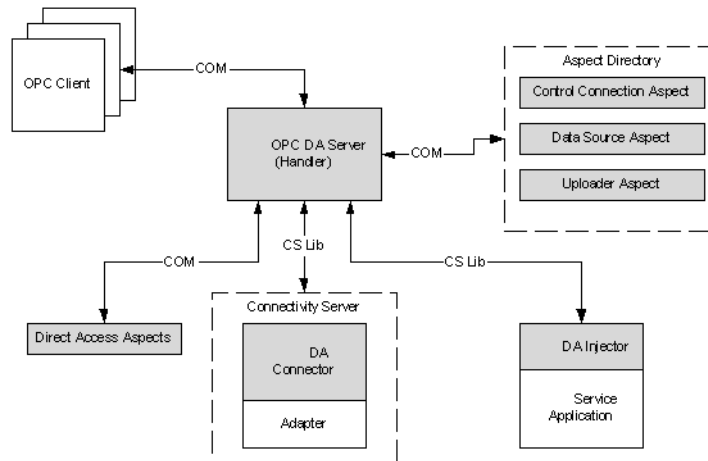 OPC Client
COM
Aspect Directory
Control Connection Aspect
Data Source Aspect
Uploader Aspect
OPC DA Server
(Handler)
COM
COM
CS Lib
CS Lib
Direct Access Aspects
Connectivity Server
DA
Connector
Adapter
DA Injector
Service
Application